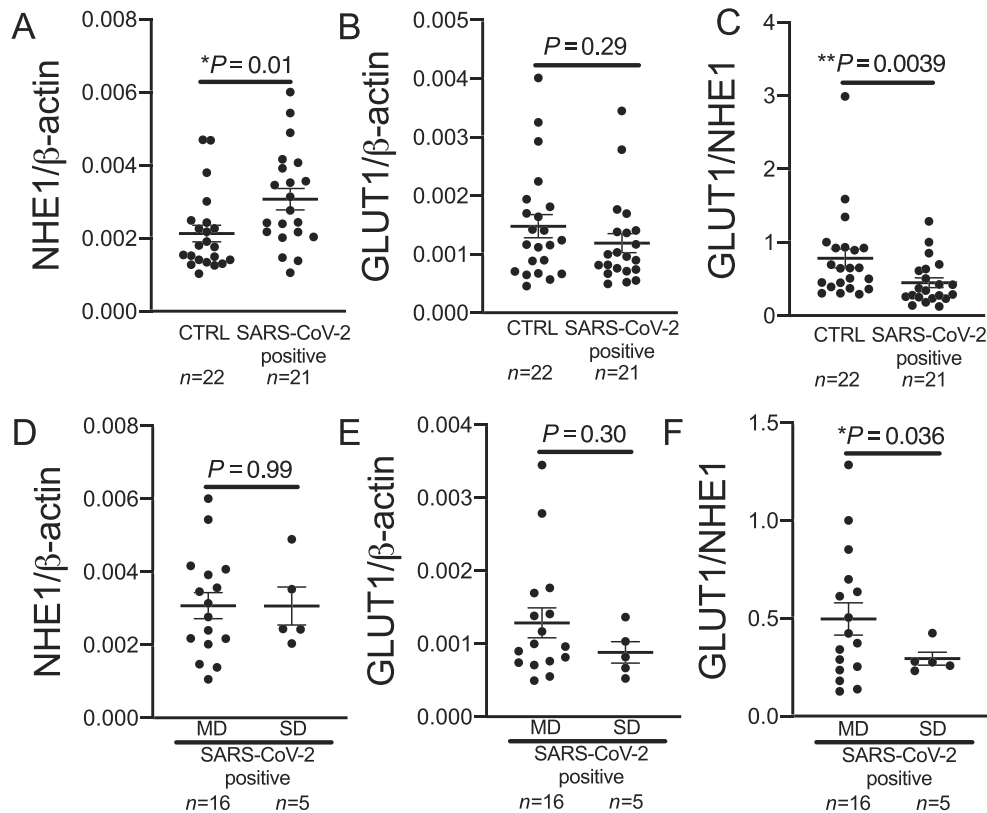 A
NHE1/β-actin
0.008
0.006
0.004
0.002
0.000
*P = 0.01
CTRL
SARS-CoV-2
positive
n=22
n=21
B
GLUT1/β-actin
0.005
0.004
0.003
0.002
0.001
0.000
P = 0.29
CTRL
SARS-CoV-2
positive
n=22
n=21
C
GLUT1/NHE1
4
3
2
1
0
**P = 0.0039
CTRL
SARS-CoV-2
positive
n=22
n=21
D
NHE1/β-actin
0.008
0.006
0.004
0.002
0.000
P = 0.99
MD
SD
SARS-CoV-2
positive
n=16
n=5
E
GLUT1/β-actin
0.004
0.003
0.002
0.001
0.000
P = 0.30
MD
SD
SARS-CoV-2
positive
n=16
n=5
F
GLUT1/NHE1
1.5
1.0
0.5
0.0
*P = 0.036
MD
SD
SARS-CoV-2
positive
n=16
n=5